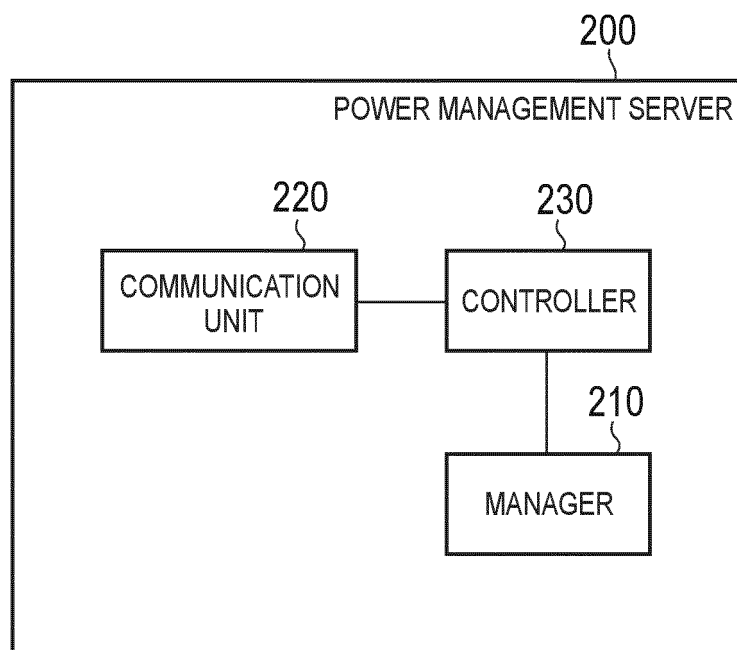 200
POWER MANAGEMENT SERVER
220
230
COMMUNICATION
UNIT
CONTROLLER
210
MANAGER